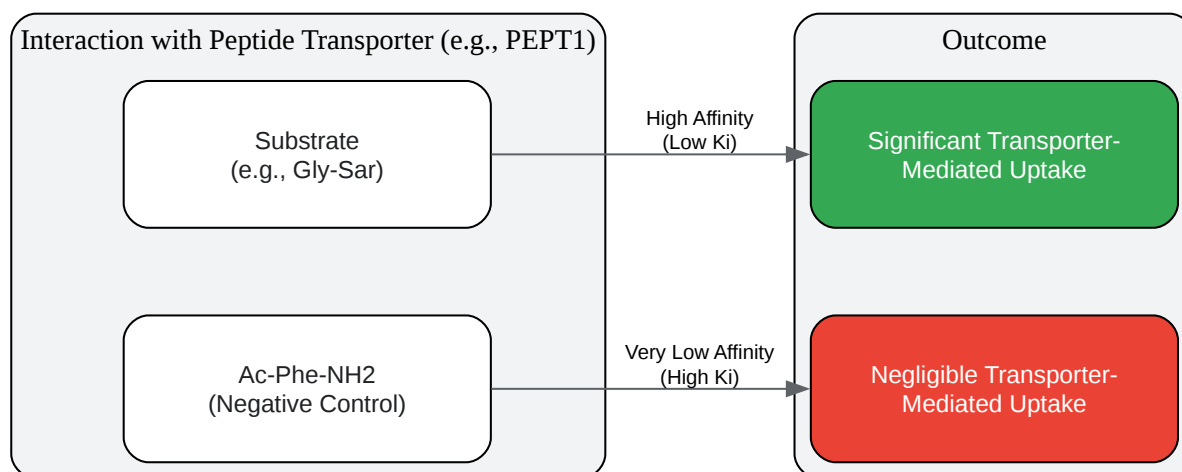 Interaction with Peptide Transporter (e.g., PEPT1)
Outcome
Substrate
(e.g., Gly-Sar)
High Affinity
(Low Ki)
Significant Transporter-
Mediated Uptake
Ac-Phe-NH2
(Negative Control)
Very Low Affinity
(High Ki)
Negligible Transporter-
Mediated Uptake